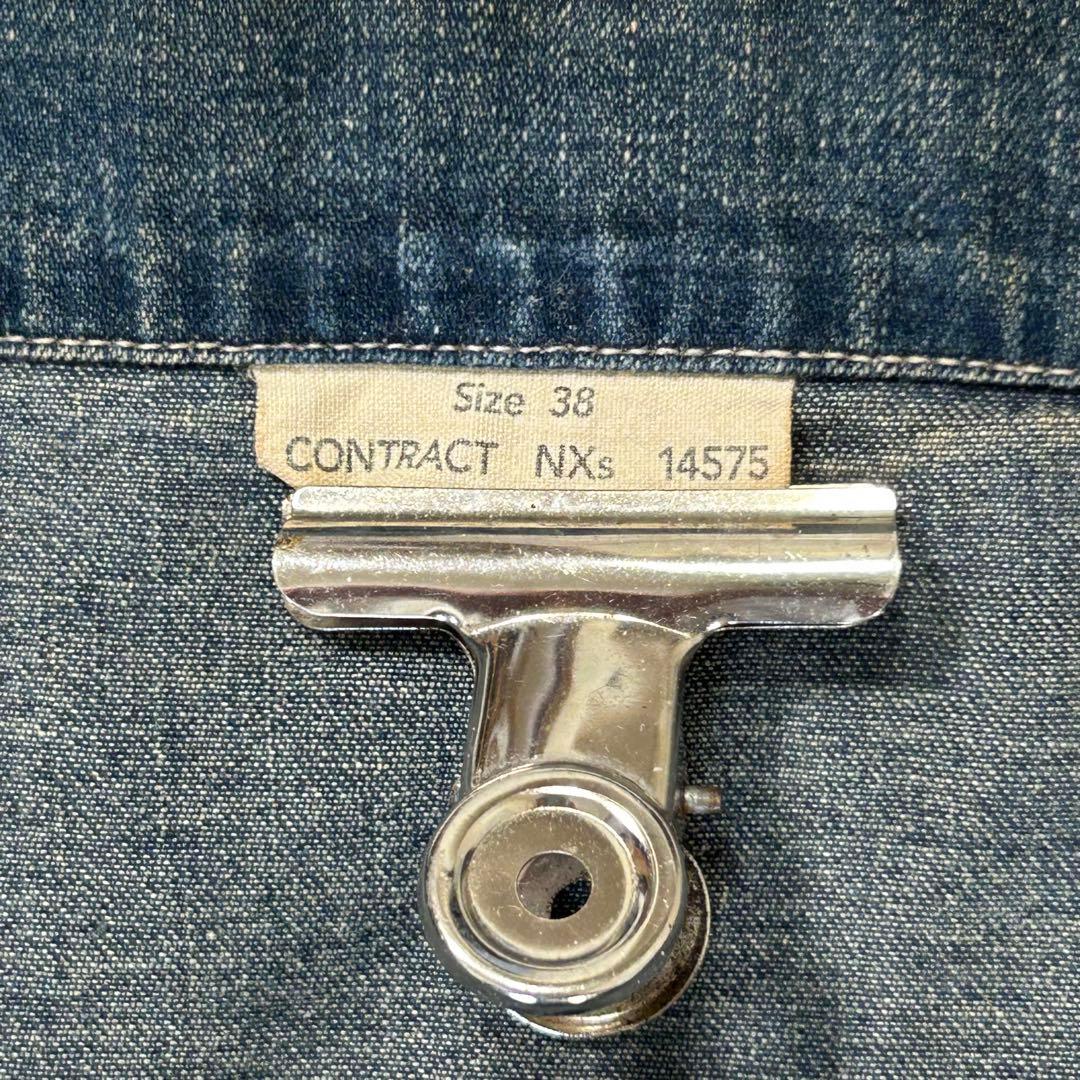 Size 38
CONTRACT NXs 14575